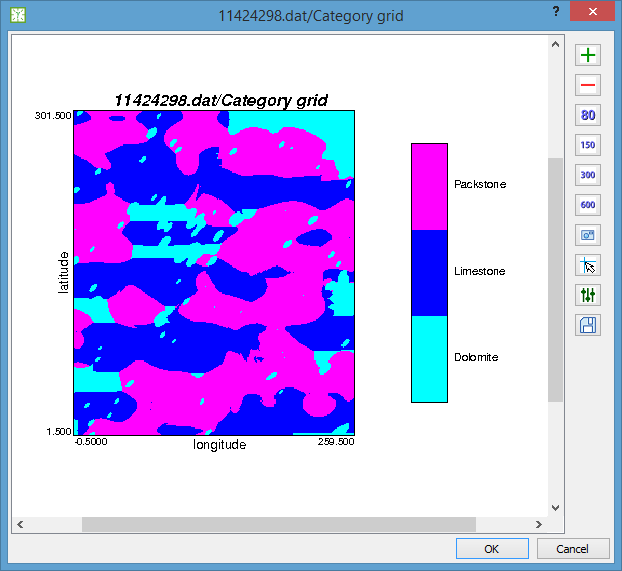 11424298.dat/Category grid
?
80
150
300
600
11424298.dat/Category grid
301.500
latitude
1.500
-0.5000
longitude
259.500
Packstone
Limestone
Dolomite
OK
Cancel